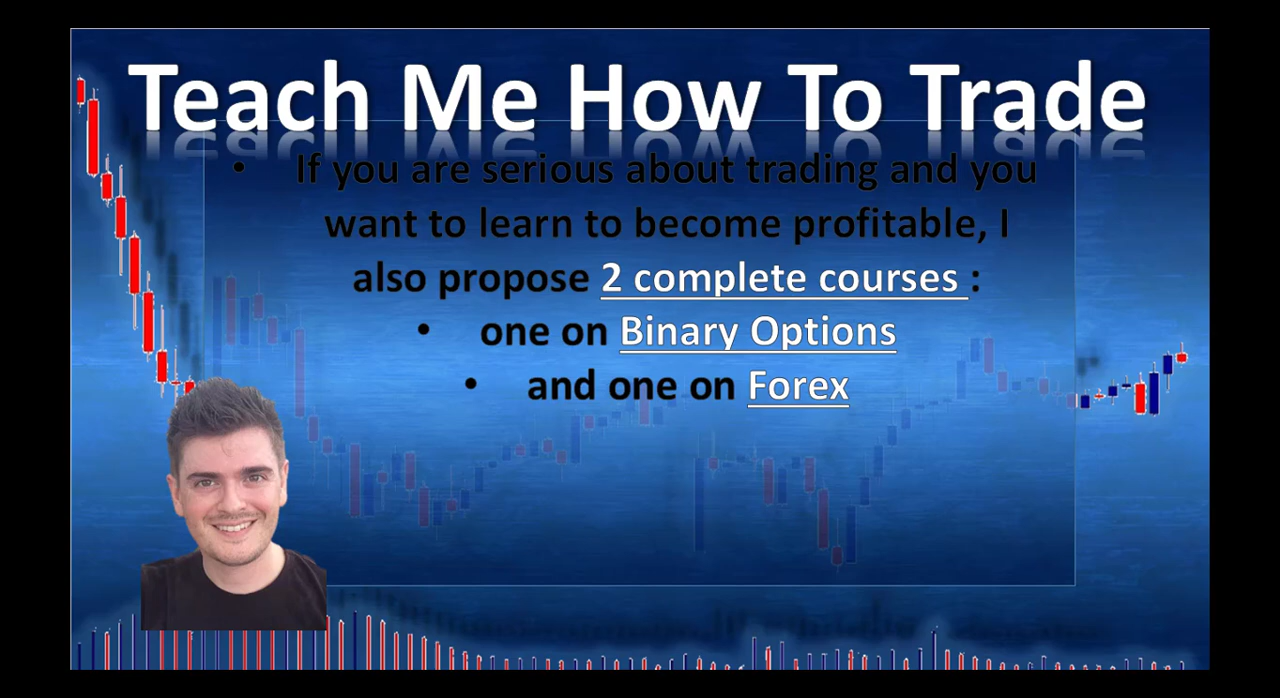 Teach Me How To Trade
• If you are serious about trading and you
want to learn to become profitable, I
also propose 2 complete courses :
• one on Binary Options
• and one on Forex